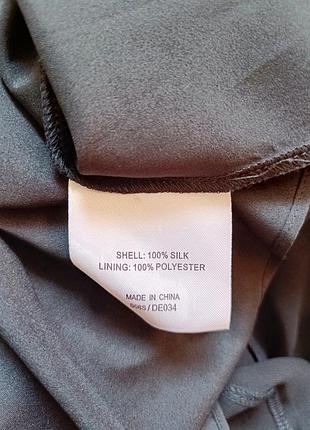 SHELL: 100% SILK
LINING: 100% POLYESTER
MADE IN CHINA
/ DE034